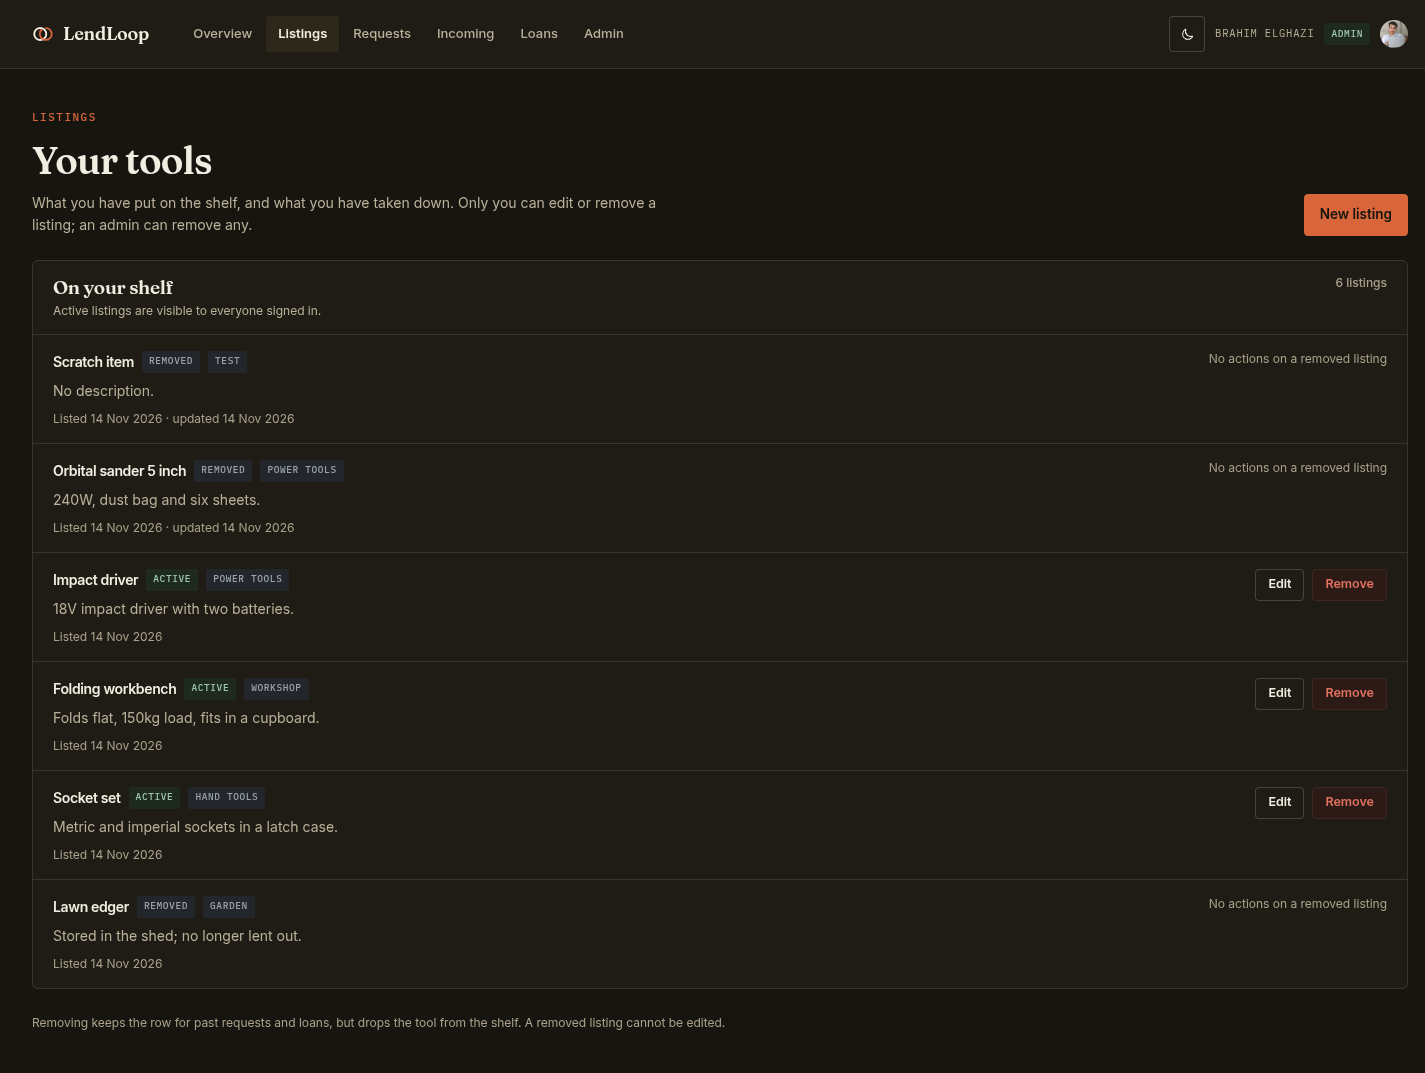 LendLoop
Overview
Listings
Requests
Incoming
Loans
Admin
BRAHIM ELGHAZI
ADMIN
LISTINGS
Your tools
What you have put on the shelf, and what you have taken down. Only you can edit or remove a
listing; an admin can remove any.
New listing
On your shelf
6 listings
Active listings are visible to everyone signed in.
Scratch item REMOVED TEST
No actions on a removed listing
No description.
Listed 14 Nov 2026 · updated 14 Nov 2026
Orbital sander 5 inch REMOVED POWER TOOLS
No actions on a removed listing
240W, dust bag and six sheets.
Listed 14 Nov 2026 · updated 14 Nov 2026
Impact driver ACTIVE POWER TOOLS
Edit Remove
18V impact driver with two batteries.
Listed 14 Nov 2026
Folding workbench ACTIVE WORKSHOP
Edit Remove
Folds flat, 150kg load, fits in a cupboard.
Listed 14 Nov 2026
Socket set ACTIVE HAND TOOLS
Edit Remove
Metric and imperial sockets in a latch case.
Listed 14 Nov 2026
Lawn edger REMOVED GARDEN
No actions on a removed listing
Stored in the shed; no longer lent out.
Listed 14 Nov 2026
Removing keeps the row for past requests and loans, but drops the tool from the shelf. A removed listing cannot be edited.